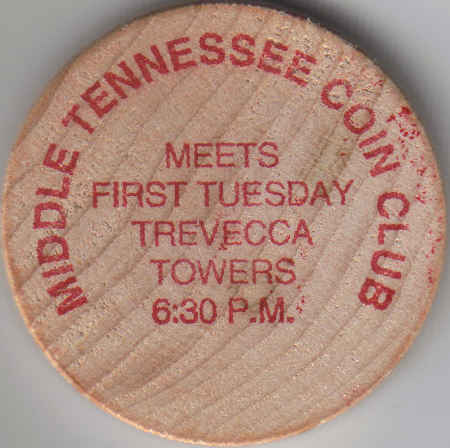 MIDDLE TENNESSEE COIN CLUB
MEETS
FIRST TUESDAY
TREVECCA
TOWERS
6:30 P.M.